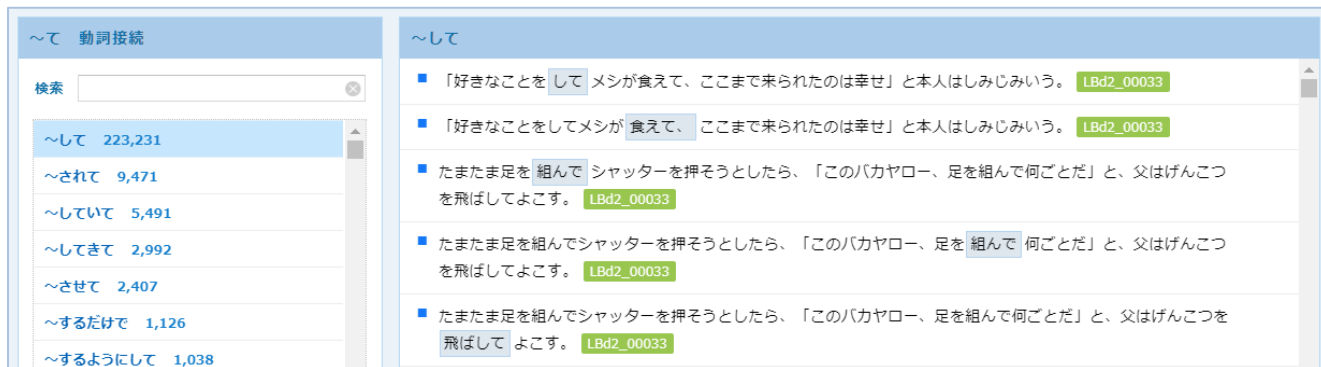 ～て 動詞接続
検索
～して 223,231
～されて 9,471
～していて 5,491
～してきて 2,992
～させて 2,407
～するだけで 1,126
～するようにして 1,038
～して
「好きなことを して メシが食えて、ここまで来られたのは幸せ」と本人はしみじみいう。 LBd2_00033
「好きなことをしてメシが 食えて、 ここまで来られたのは幸せ」と本人はしみじみいう。 LBd2_00033
たまたま足を 組んで シャッターを押そうとしたら、「このバカヤロー、足を組んで何ごとだ」と、父はげんこつ
を飛ばしてよこす。 LBd2_00033
たまたま足を組んでシャッターを押そうとしたら、「このバカヤロー、足を 組んで 何ごとだ」と、父はげんこつ
を飛ばしてよこす。 LBd2_00033
たまたま足を組んでシャッターを押そうとしたら、「このバカヤロー、足を組んで何ごとだ」と、父はげんこつを
飛ばして よこす。 LBd2_00033